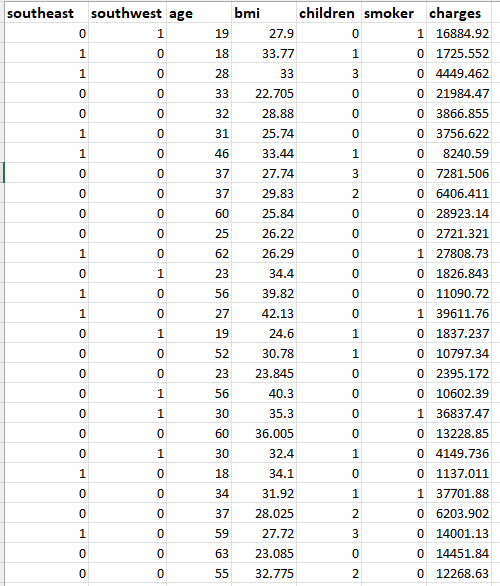 southeast southwest age bmi children smoker charges
0 1 19 27.9 0 1 16884.92
1 0 18 33.77 1 0 1725.552
1 0 28 33 3 0 4449.462
0 0 33 22.705 0 0 21984.47
0 0 32 28.88 0 0 3866.855
1 0 31 25.74 0 0 3756.622
1 0 46 33.44 1 0 8240.59
0 0 37 27.74 3 0 7281.506
0 0 37 29.83 2 0 6406.411
0 0 60 25.84 0 0 28923.14
0 0 25 26.22 0 0 2721.321
1 0 62 26.29 0 1 27808.73
0 1 23 34.4 0 0 1826.843
1 0 56 39.82 0 0 11090.72
1 0 27 42.13 0 1 39611.76
0 1 19 24.6 1 0 1837.237
0 0 52 30.78 1 0 10797.34
0 0 23 23.845 0 0 2395.172
0 1 56 40.3 0 0 10602.39
0 1 30 35.3 0 1 36837.47
0 0 60 36.005 0 0 13228.85
0 1 30 32.4 1 0 4149.736
1 0 18 34.1 0 0 1137.011
0 0 34 31.92 1 1 37701.88
0 0 37 28.025 2 0 6203.902
1 0 59 27.72 3 0 14001.13
0 0 63 23.085 0 0 14451.84
0 0 55 32.775 2 0 12268.63